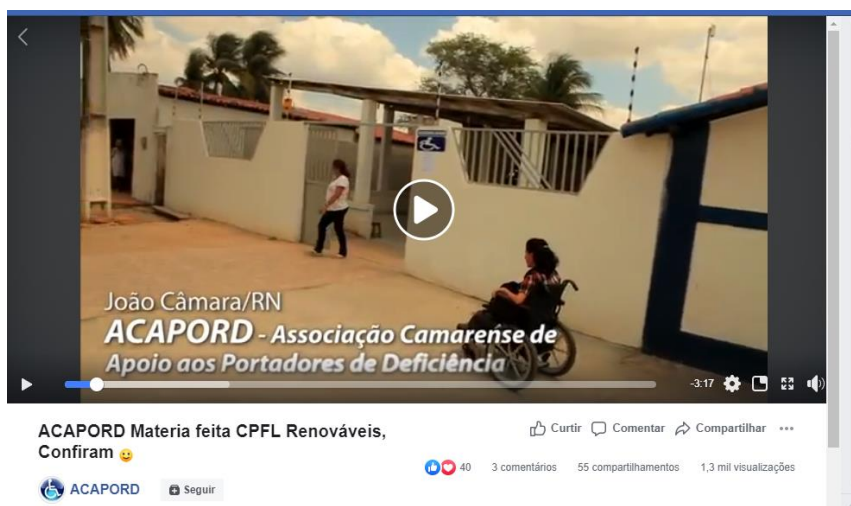 João Câmara/RN
ACAPORD - Associação Camarense de
Apoio aos Portadores de Deficiência
-3:17
ACAPORD Materia feita CPFL Renováveis,
Confiram 😀
Curtir Comentar Compartilhar
40 3 comentários 55 compartilhamentos 1,3 mil visualizações
ACAPORD Seguir